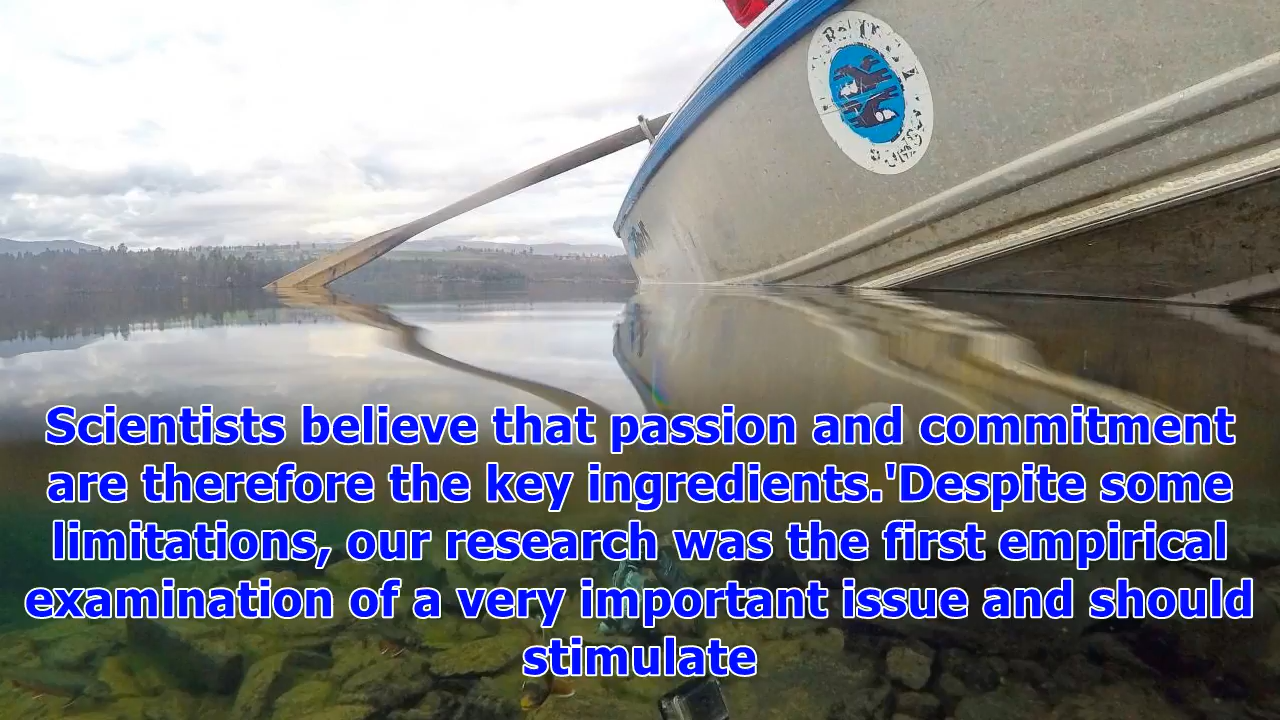 Scientists believe that passion and commitment
are therefore the key ingredients.'Despite some
limitations, our research was the first empirical
examination of a very important issue and should
stimulate